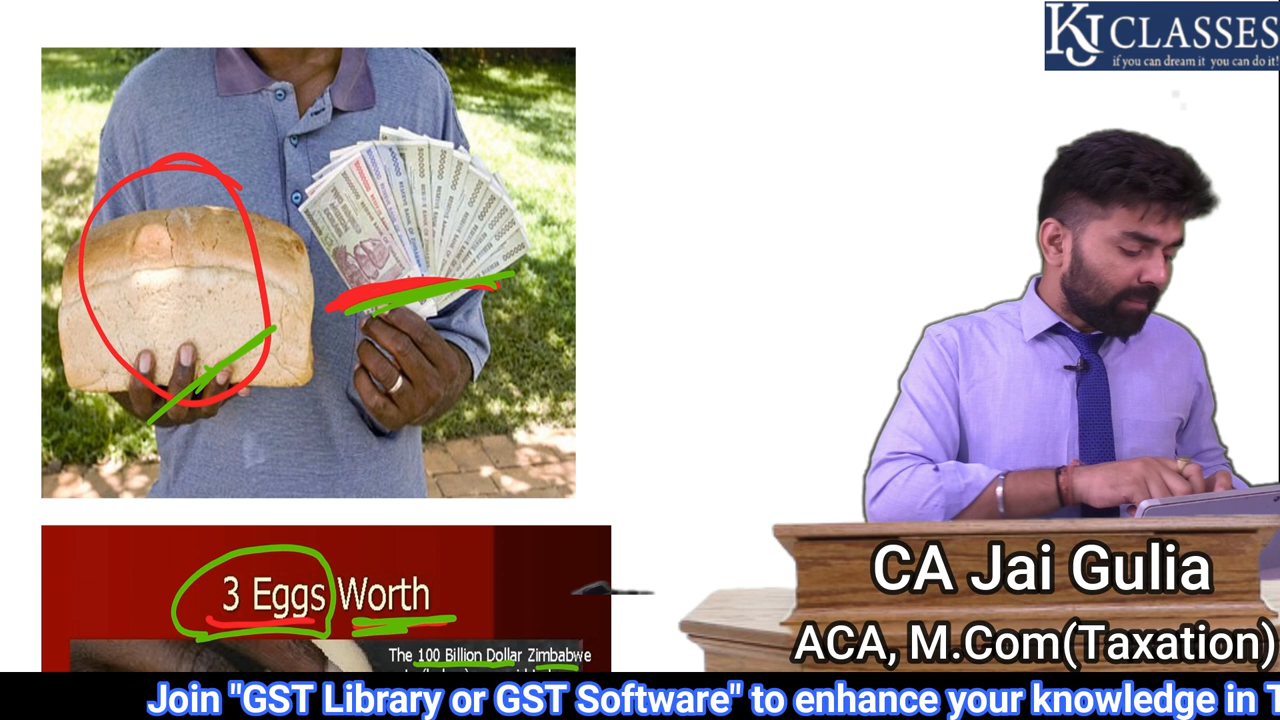 KJ CLASSES
if you can dream it you can do it!
3 Eggs Worth
The 100 Billion Dollar Zimbabwe
CA Jai Gulia
ACA, M.Com(Taxation)
Join "GST Library or GST Software" to enhance your knowledge in